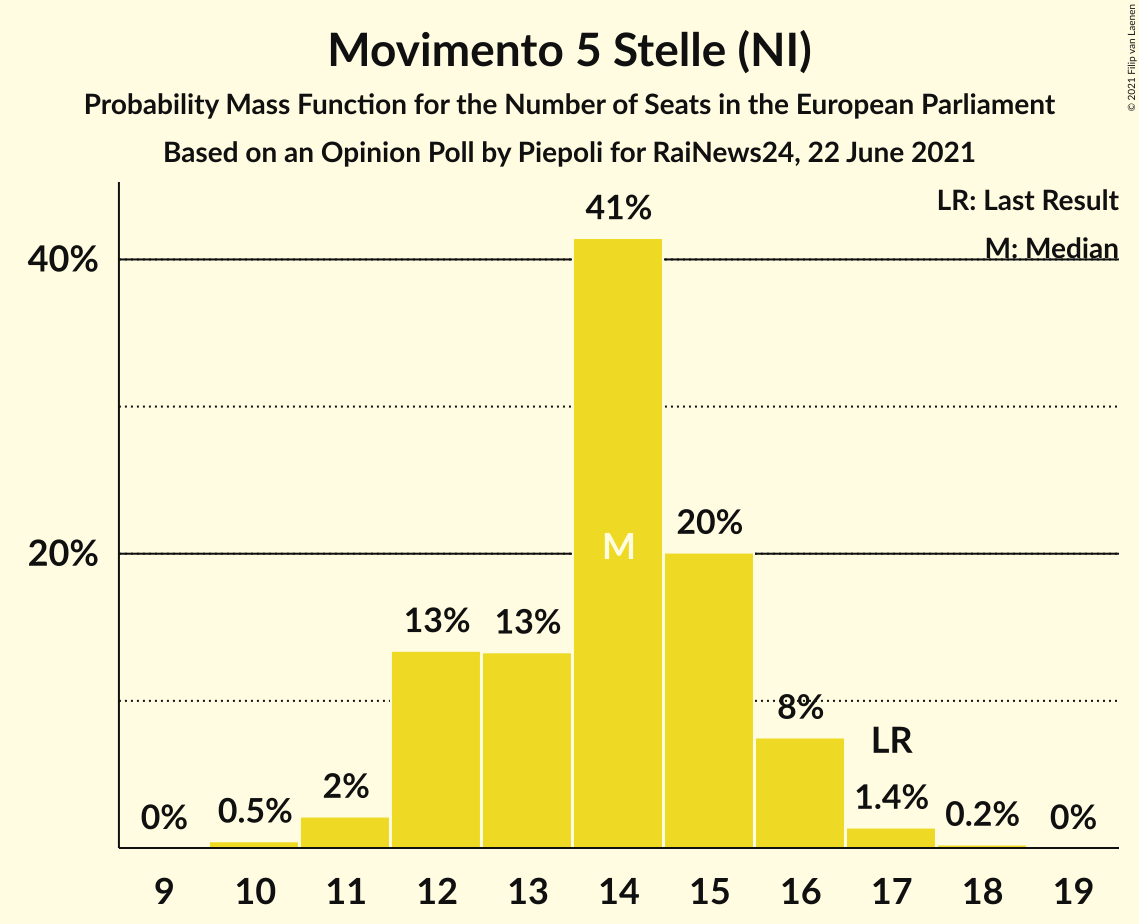 Movimento 5 Stelle (NI)
Probability Mass Function for the Number of Seats in the European Parliament
Based on an Opinion Poll by Piepoli for RaiNews24, 22 June 2021
© 2021 Filip van Laenen
LR: Last Result
M: Median
40%
20%
0%
0.5%
2%
13%
13%
41%
M
20%
8%
LR
1.4%
0.2%
0%
9 10 11 12 13 14 15 16 17 18 19